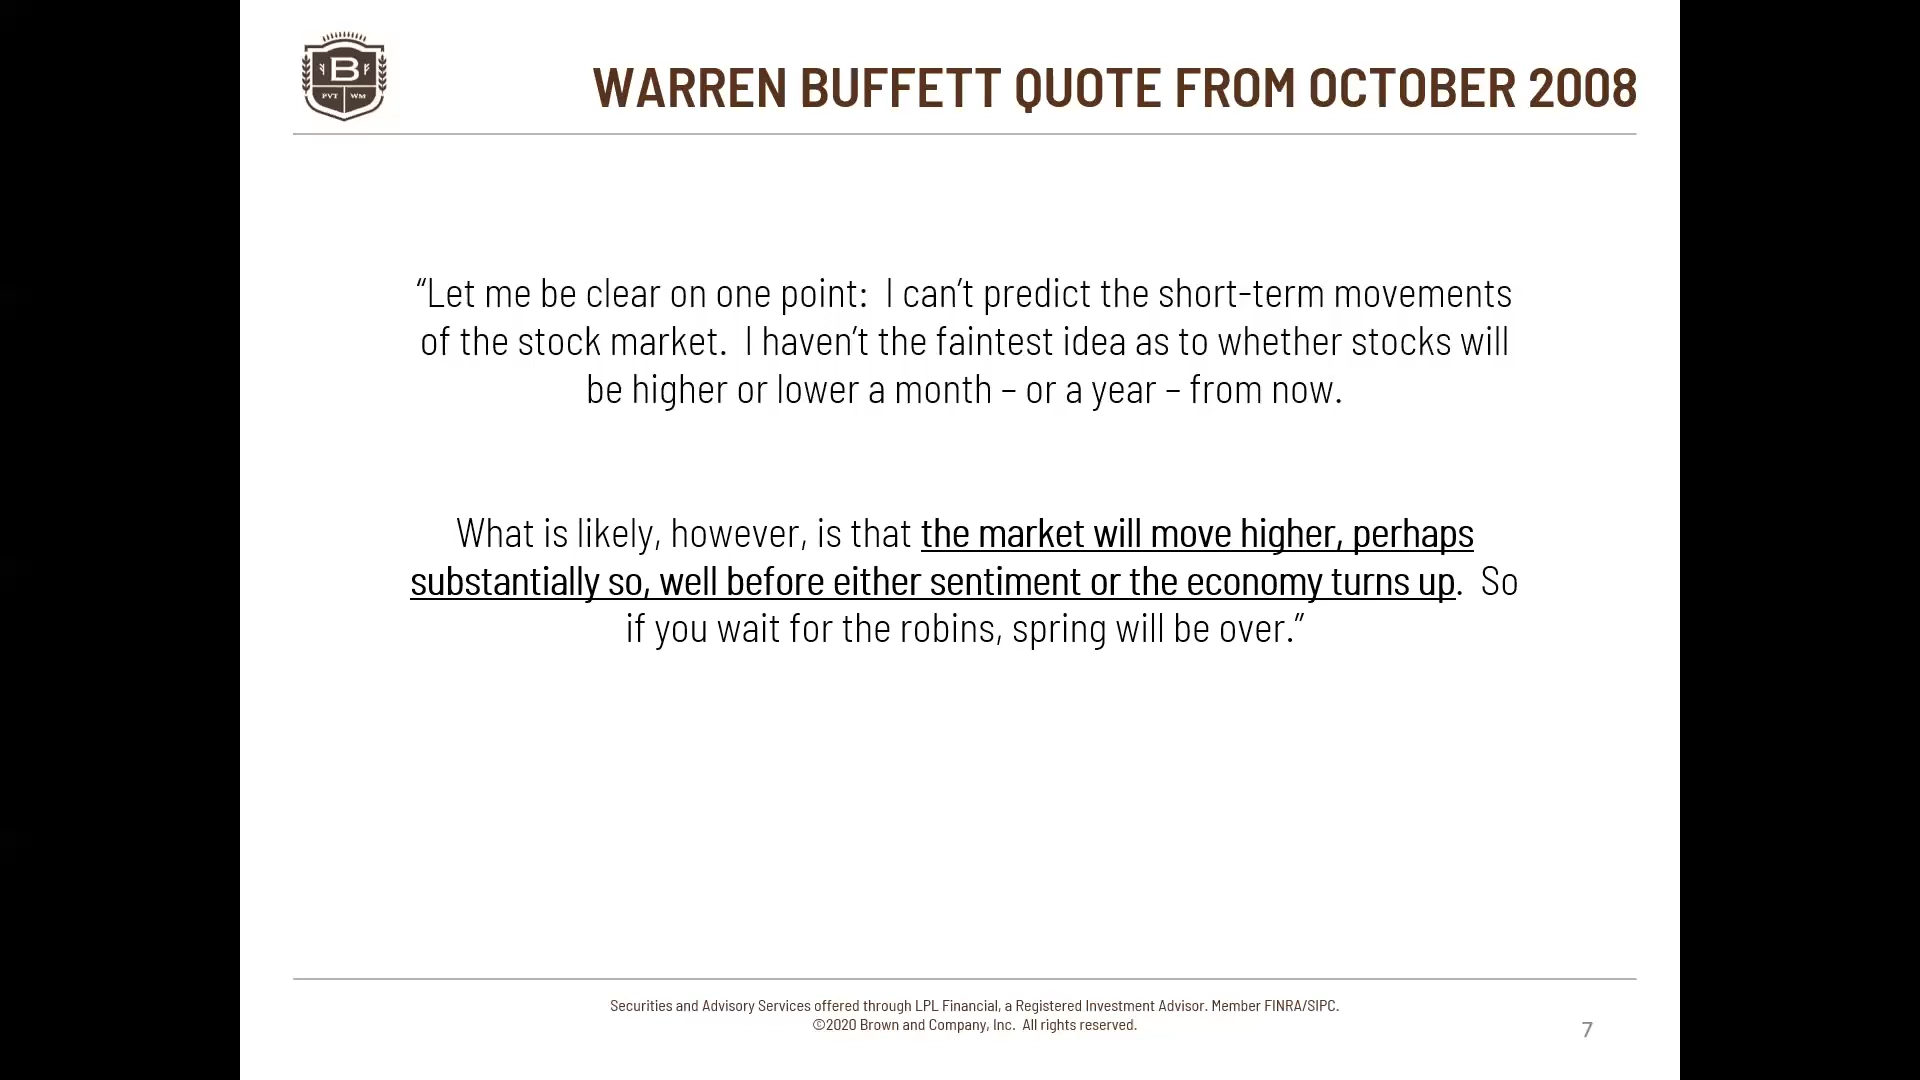 B
PVT WM
WARREN BUFFETT QUOTE FROM OCTOBER 2008
“Let me be clear on one point:  I can’t predict the short-term movements
of the stock market.  I haven’t the faintest idea as to whether stocks will
be higher or lower a month – or a year – from now.
What is likely, however, is that the market will move higher, perhaps
substantially so, well before either sentiment or the economy turns up.  So
if you wait for the robins, spring will be over.”
Securities and Advisory Services offered through LPL Financial, a Registered Investment Advisor. Member FINRA/SIPC.
©2020 Brown and Company, Inc.  All rights reserved.
7